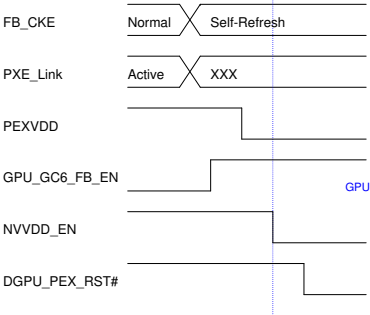 FB_CKE Normal Self-Refresh
PXE_Link Active XXX
PEXVDD
GPU_GC6_FB_EN
GPU
NVVDD_EN
DGPU_PEX_RST#